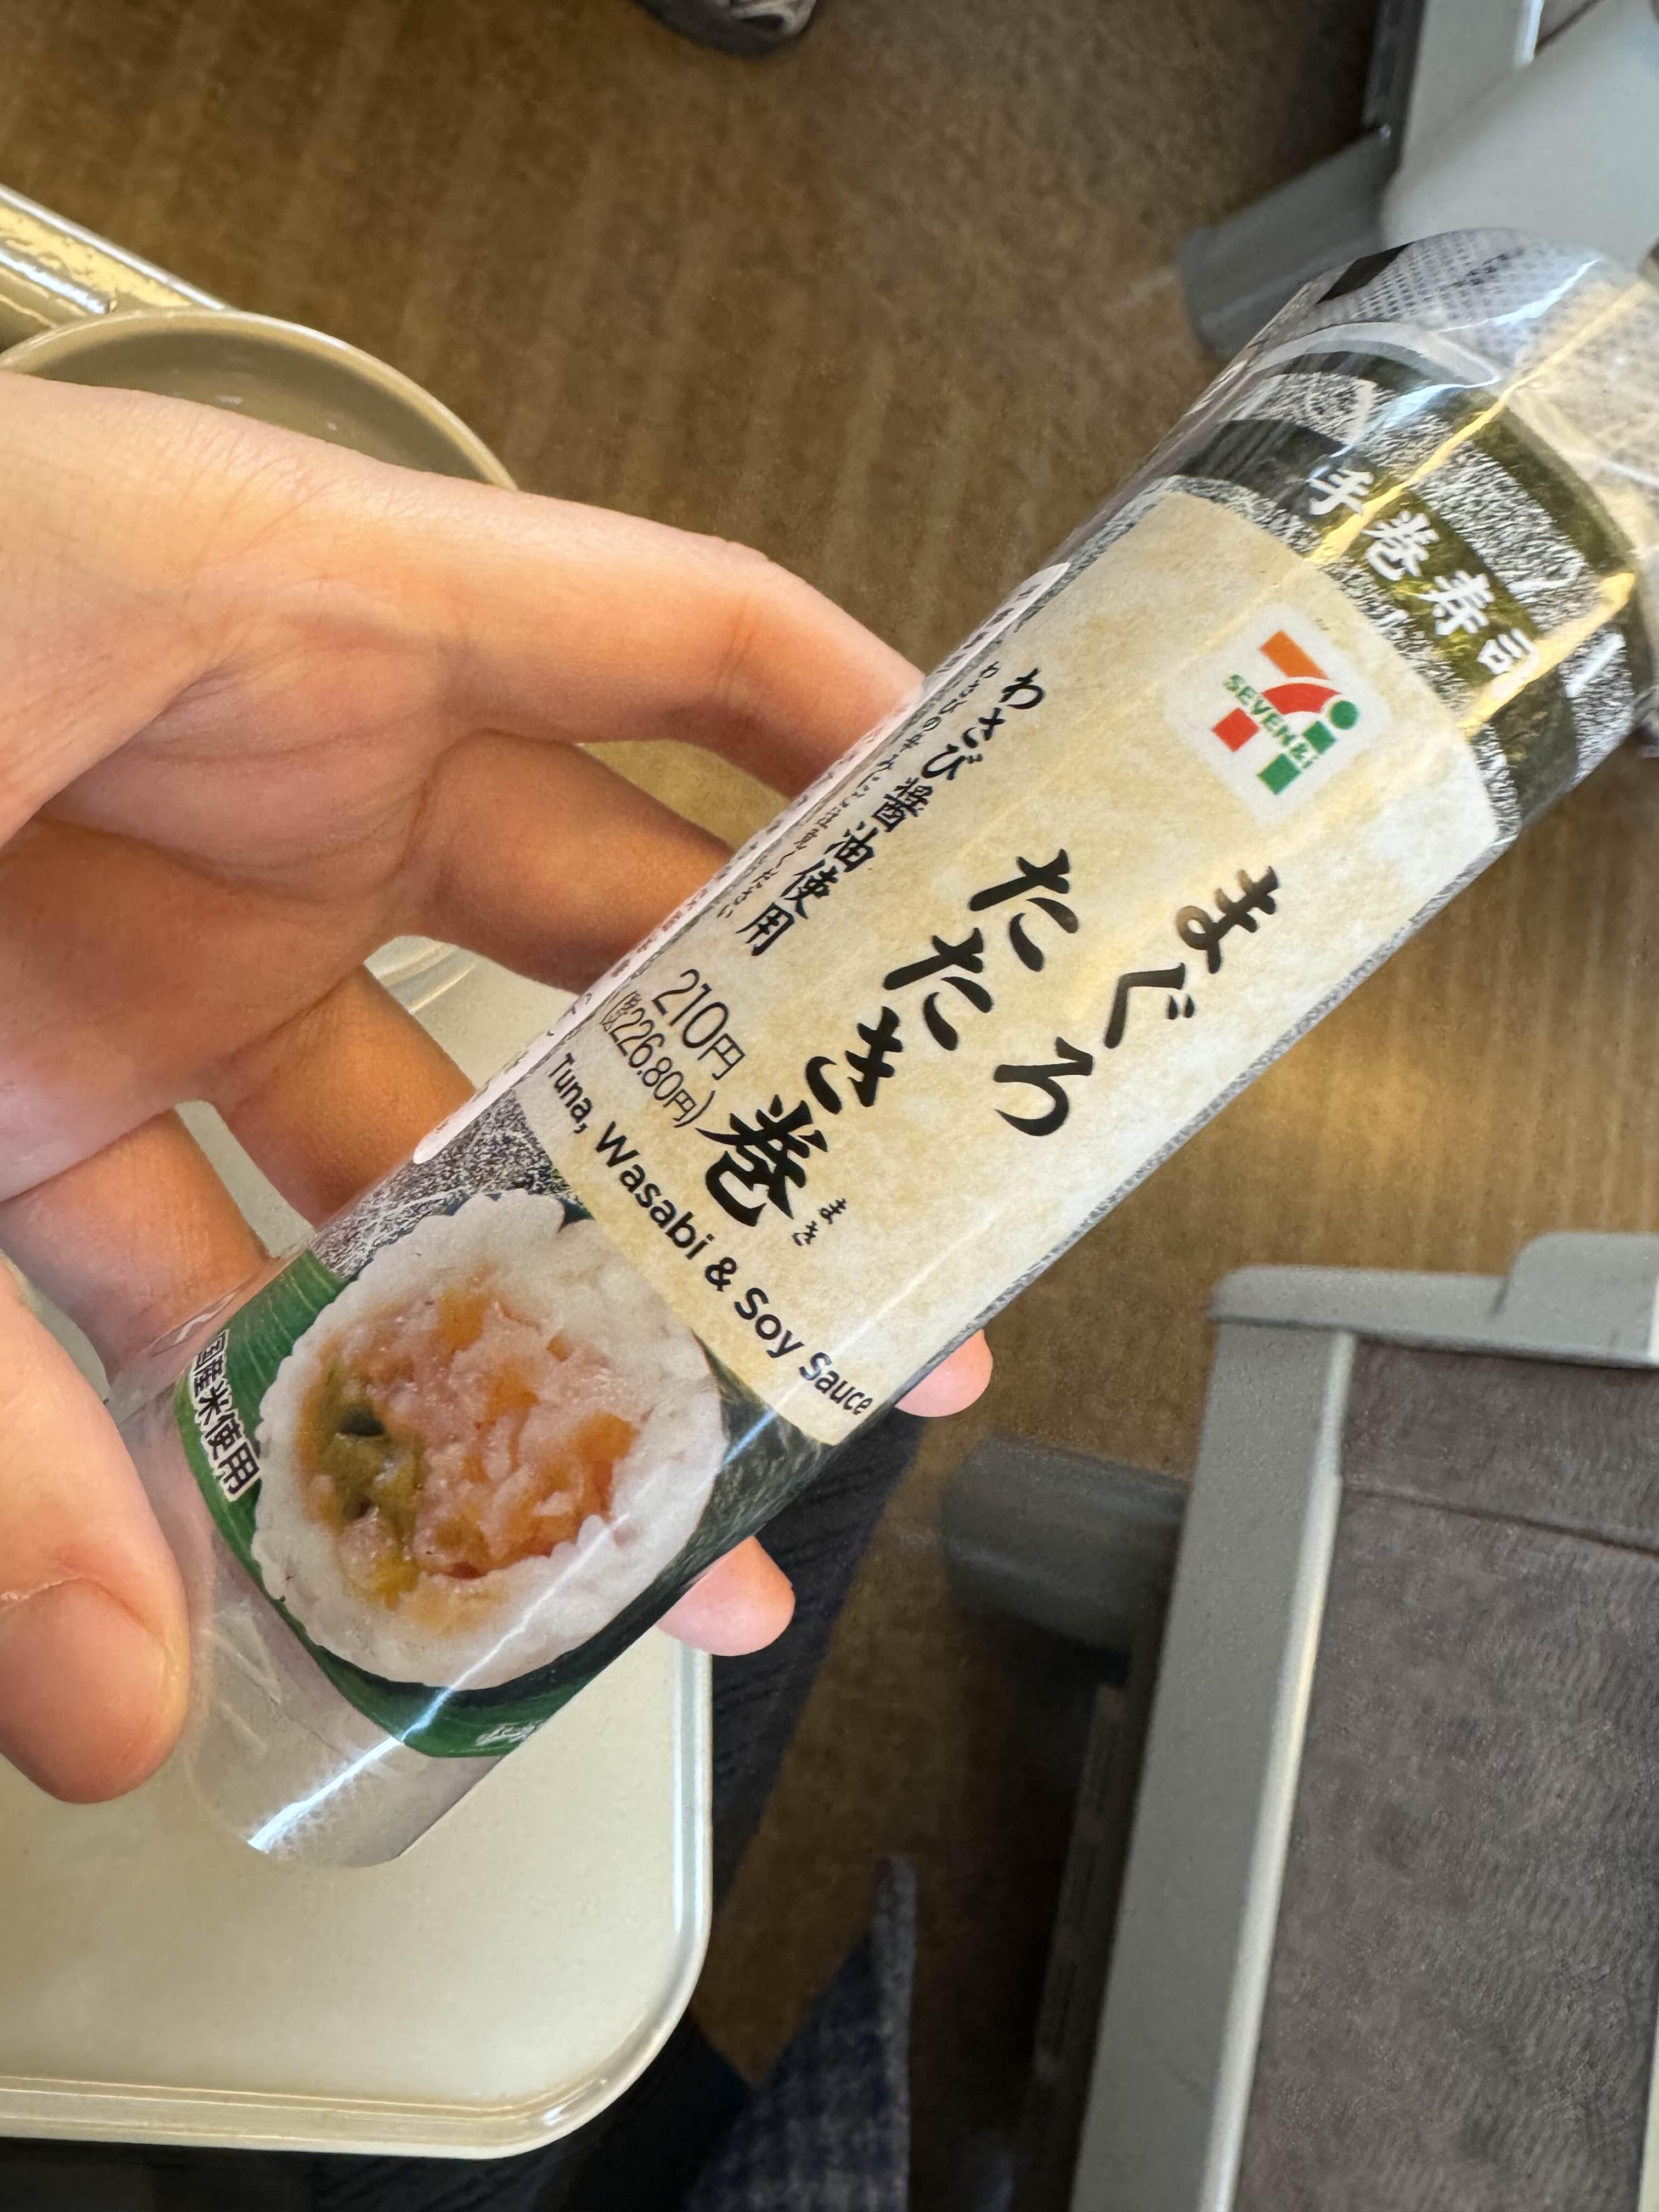 手巻寿司
SEVEN&i
まぐろ
たたき巻
まき
わさび醤油使用
210円
(税込226.80円)
Tuna, Wasabi & Soy Sauce
国産米使用